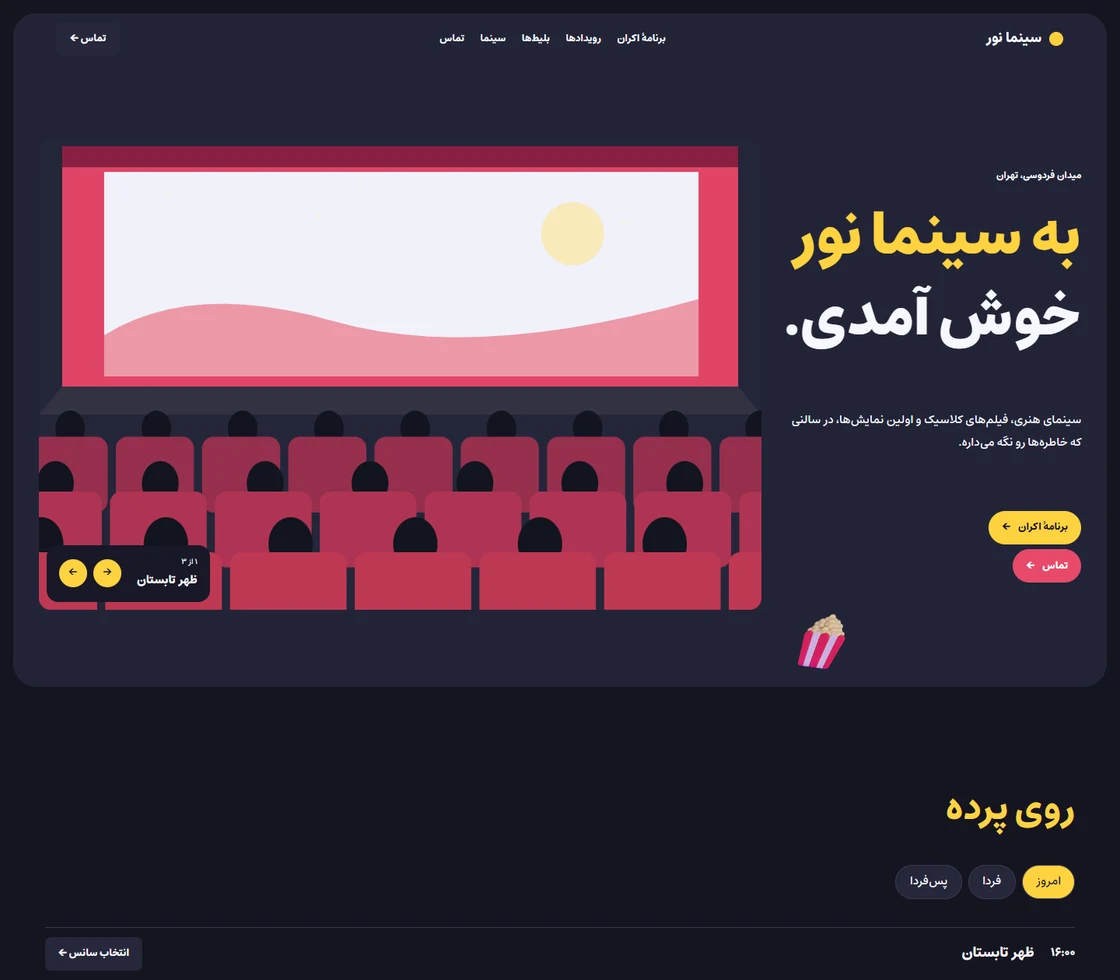 سینما نور
برنامهٔ اکران
رویدادها
بلیط‌ها
سینما
تماس
تماس ←
میدان فردوسی، تهران
به سینما نور
خوش آمدی.
سینمای هنری، فیلم‌های کلاسیک و اولین نمایش‌ها، در سالنی
که خاطره‌ها رو نگه می‌داره.
برنامهٔ اکران ←
تماس ←
۱ از ۳
ظهر تابستان
→ ←
روی پرده
امروز
فردا
پس‌فردا
۱۶:۰۰ ظهر تابستان
انتخاب سانس ←